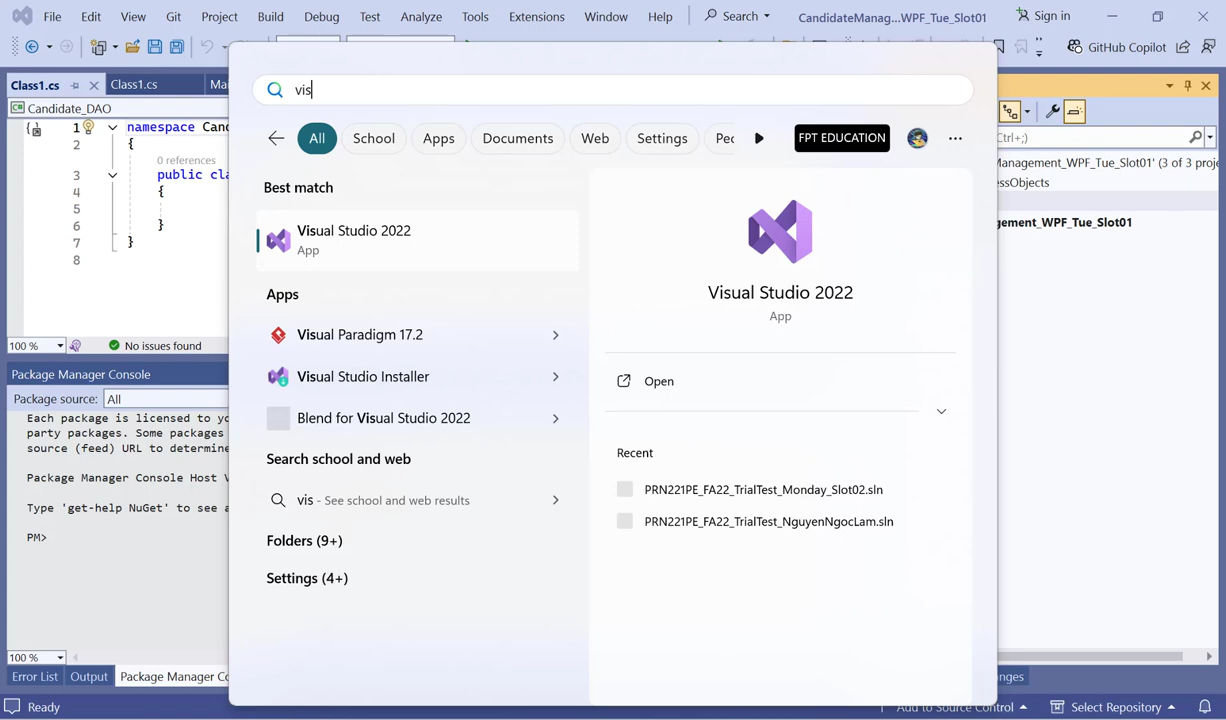 File Edit View Git Project Build Debug Test Analyze Tools Extensions Window Help Search CandidateManag...WPF_Tue_Slot01 Sign in
GitHub Copilot
Class1.cs Class1.cs Ma
Candidate_DAO
1 namespace Cand
2 {
0 references
3 public cla
4 {
5
6 }
7 }
8
100 % No issues found
Package Manager Console
Package source: All
Each package is licensed to yo
party packages. Some packages
source (feed) URL to determine
Package Manager Console Host V
Type 'get-help NuGet' to see a
PM>
100 %
Error List Output Package Manager Co
Ready
vis
All School Apps Documents Web Settings Peo FPT EDUCATION
Best match
Visual Studio 2022
App
Apps
Visual Paradigm 17.2
Visual Studio Installer
Blend for Visual Studio 2022
Search school and web
vis - See school and web results
Folders (9+)
Settings (4+)
Visual Studio 2022
App
Open
Recent
PRN221PE_FA22_TrialTest_Monday_Slot02.sln
PRN221PE_FA22_TrialTest_NguyenNgocLam.sln
Ctrl+;)
Management_WPF_Tue_Slot01' (3 of 3 proje
essObjects
gement_WPF_Tue_Slot01
nges
Add to Source Control Select Repository